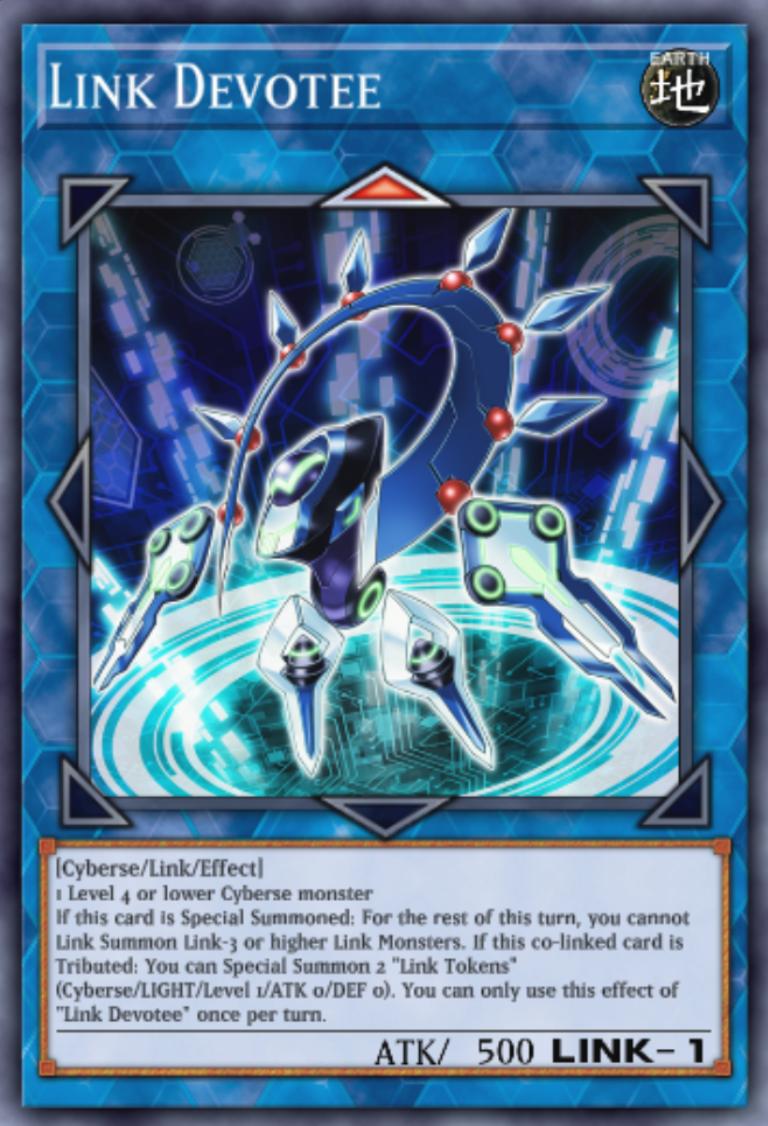 LINK DEVOTEE
EARTH
地
[Cyberse/Link/Effect]
1 Level 4 or lower Cyberse monster
If this card is Special Summoned: For the rest of this turn, you cannot
Link Summon Link-3 or higher Link Monsters. If this co-linked card is
Tributed: You can Special Summon 2 "Link Tokens"
(Cyberse/LIGHT/Level 1/ATK 0/DEF 0). You can only use this effect of
"Link Devotee" once per turn.
ATK/ 500 LINK-1